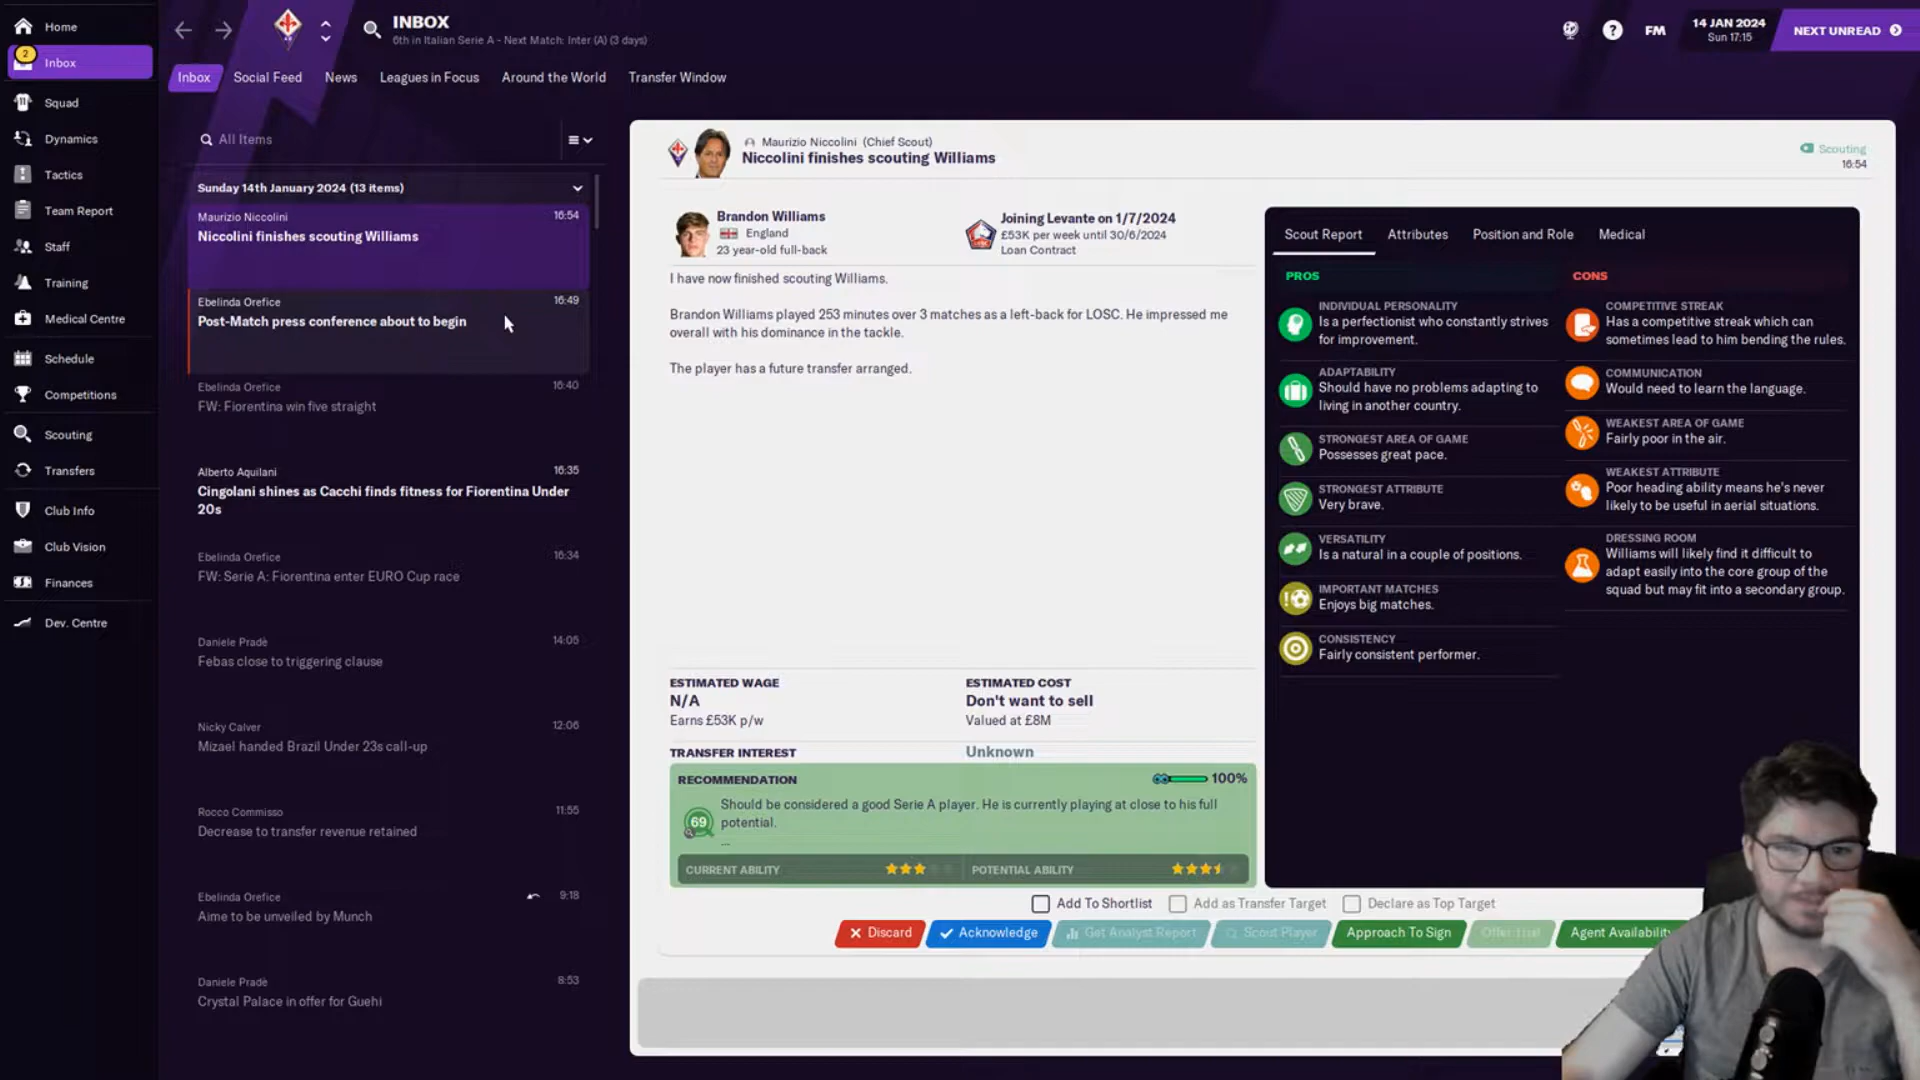 Home
2
Inbox
Squad
Dynamics
Tactics
Team Report
Staff
Training
Medical Centre
Schedule
Competitions
Scouting
Transfers
Club Info
Club Vision
Finances
Dev. Centre
INBOX
6th in Italian Serie A - Next Match: Inter (A) (3 days)
FM
14 JAN 2024
Sun 17:15
NEXT UNREAD
Inbox
Social Feed
News
Leagues in Focus
Around the World
Transfer Window
All Items
Sunday 14th January 2024 (13 items)
Maurizio Niccolini 16:54
Niccolini finishes scouting Williams
Ebelinda Orefice 16:49
Post-Match press conference about to begin
Ebelinda Orefice 16:40
FW: Fiorentina win five straight
Alberto Aquilani 16:35
Cingolani shines as Cacchi finds fitness for Fiorentina Under
20s
Ebelinda Orefice 16:34
FW: Serie A: Fiorentina enter EURO Cup race
Daniele Pradè 14:05
Febas close to triggering clause
Nicky Calver 12:06
Mizael handed Brazil Under 23s call-up
Rocco Commisso 11:55
Decrease to transfer revenue retained
Ebelinda Orefice 9:18
Aime to be unveiled by Munch
Daniele Pradè 8:53
Crystal Palace in offer for Guehi
Maurizio Niccolini (Chief Scout)
Niccolini finishes scouting Williams
Scouting
16:54
Brandon Williams
England
23 year-old full-back
Joining Levante on 1/7/2024
£53K per week until 30/6/2024
Loan Contract
I have now finished scouting Williams.
Brandon Williams played 253 minutes over 3 matches as a left-back for LOSC. He impressed me
overall with his dominance in the tackle.
The player has a future transfer arranged.
ESTIMATED WAGE
N/A
Earns £53K p/w
ESTIMATED COST
Don't want to sell
Valued at £8M
TRANSFER INTEREST
Unknown
RECOMMENDATION
100%
69
Should be considered a good Serie A player. He is currently playing at close to his full
potential.
...
CURRENT ABILITY
POTENTIAL ABILITY
Scout Report
Attributes
Position and Role
Medical
PROS
INDIVIDUAL PERSONALITY
Is a perfectionist who constantly strives
for improvement.
ADAPTABILITY
Should have no problems adapting to
living in another country.
STRONGEST AREA OF GAME
Possesses great pace.
STRONGEST ATTRIBUTE
Very brave.
VERSATILITY
Is a natural in a couple of positions.
IMPORTANT MATCHES
Enjoys big matches.
CONSISTENCY
Fairly consistent performer.
CONS
COMPETITIVE STREAK
Has a competitive streak which can
sometimes lead to him bending the rules.
COMMUNICATION
Would need to learn the language.
WEAKEST AREA OF GAME
Fairly poor in the air.
WEAKEST ATTRIBUTE
Poor heading ability means he's never
likely to be useful in aerial situations.
DRESSING ROOM
Williams will likely find it difficult to
adapt easily into the core group of the
squad but may fit into a secondary group.
Add To Shortlist
Add as Transfer Target
Declare as Top Target
Discard
Acknowledge
Get Analyst Report
Scout Player
Approach To Sign
Offer Trial
Agent Availability